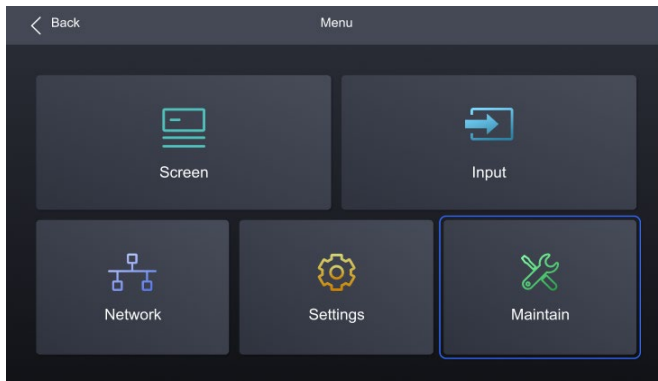 Back
Menu
Screen
Input
Network
Settings
Maintain